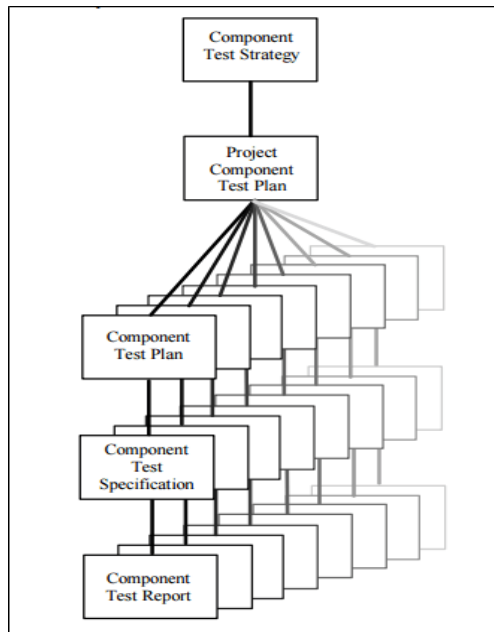 Component
Test Strategy
Project
Component
Test Plan
Component
Test Plan
Component
Test
Specification
Component
Test Report